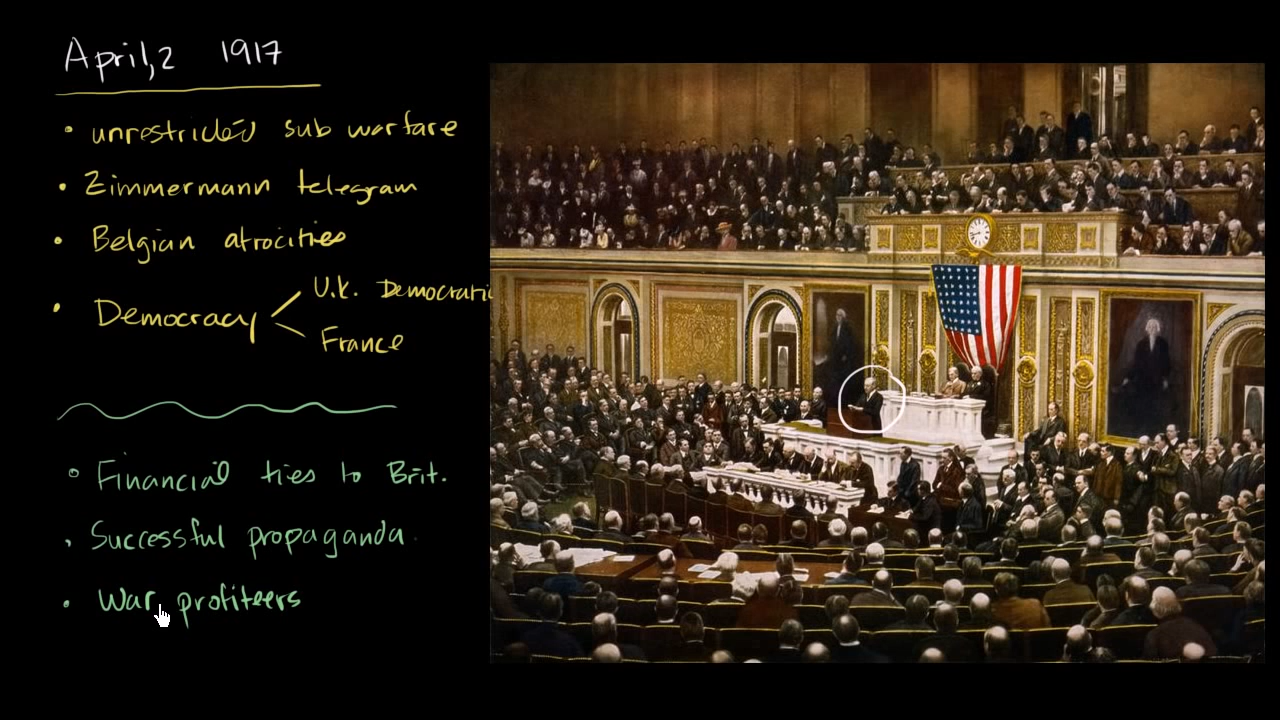 April,2 1917
• unrestricted sub warfare
• Zimmermann telegram
• Belgian atrocities
• Democracy
U.K. Democratic
France
• Financial ties to Brit.
• Successful propaganda
• War profiteers